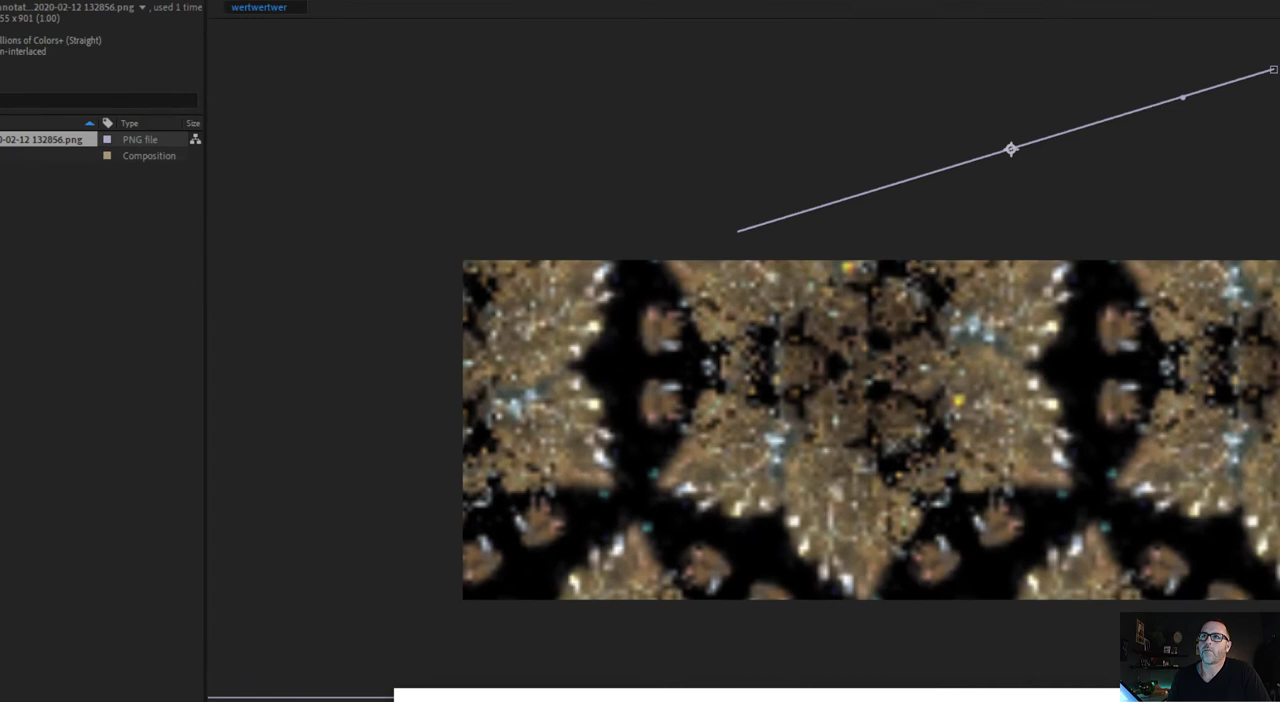 nnotat...2020-02-12 132856.png ▼, used 1 time
55 x 901 (1.00)
llions of Colors+ (Straight)
n-interlaced
Type Size
0-02-12 132856.png PNG file
Composition
wertwertwer